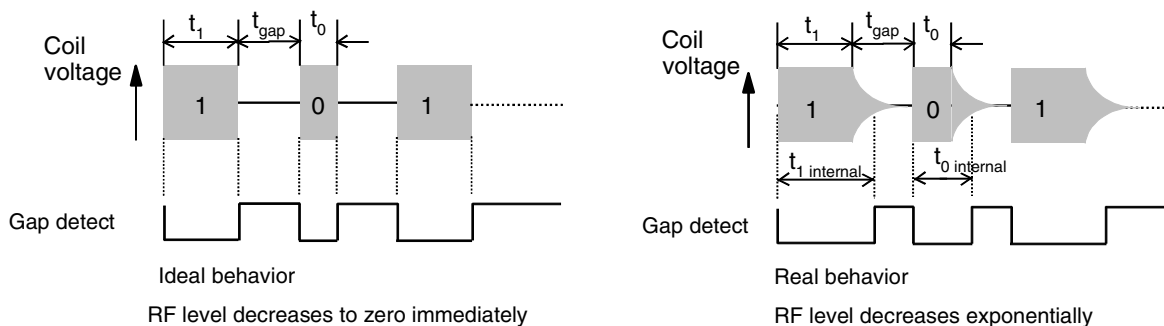 t1 tgap t0
Coil
voltage
1 0 1
Gap detect
Ideal behavior
RF level decreases to zero immediately
t1 tgap t0
Coil
voltage
1 0 1
t1 internal t0 internal
Gap detect
Real behavior
RF level decreases exponentially